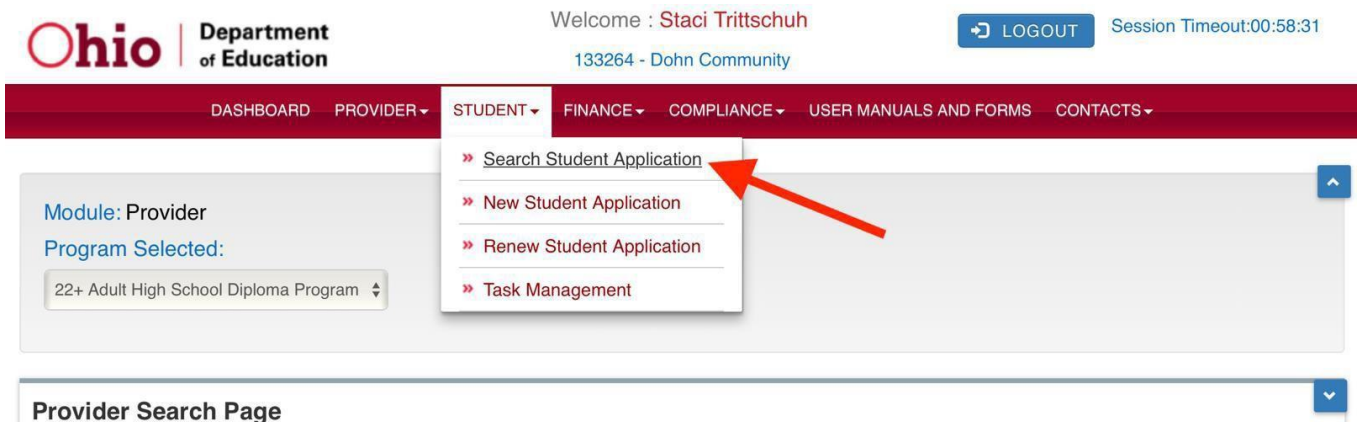 Ohio Department of Education
Welcome : Staci Trittschuh
133264 - Dohn Community
LOGOUT
Session Timeout:00:58:31
DASHBOARD PROVIDER STUDENT FINANCE COMPLIANCE USER MANUALS AND FORMS CONTACTS
» Search Student Application
» New Student Application
» Renew Student Application
» Task Management
Module: Provider
Program Selected:
22+ Adult High School Diploma Program
Provider Search Page